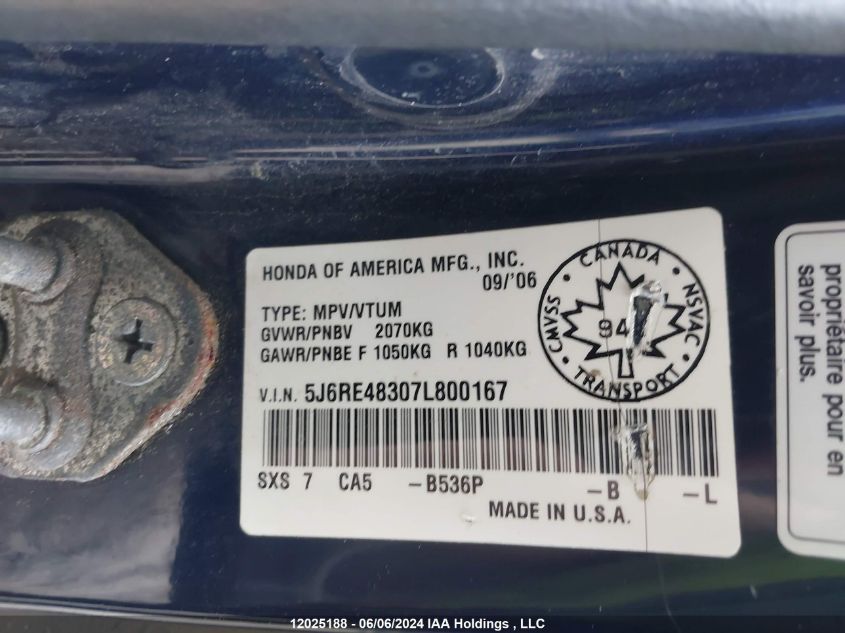 HONDA OF AMERICA MFG., INC.
09/'06
TYPE: MPV/VTUM
GVWR/PNBV 2070KG
GAWR/PNBE F 1050KG R 1040KG
V.I.N. 5J6RE48307L800167
SXS 7 CA5 -B536P -B -L
MADE IN U.S.A.
CANADA
CMVSS
NSVAC
94
TRANSPORT
propriétaire pour en
savoir plus.
12025188 - 06/06/2024 IAA Holdings , LLC